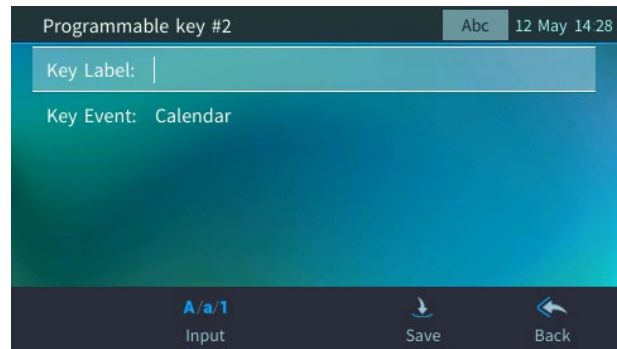 Programmable key #2 Abc 12 May 14:28
Key Label:
Key Event: Calendar
A/a/1
Input Save Back